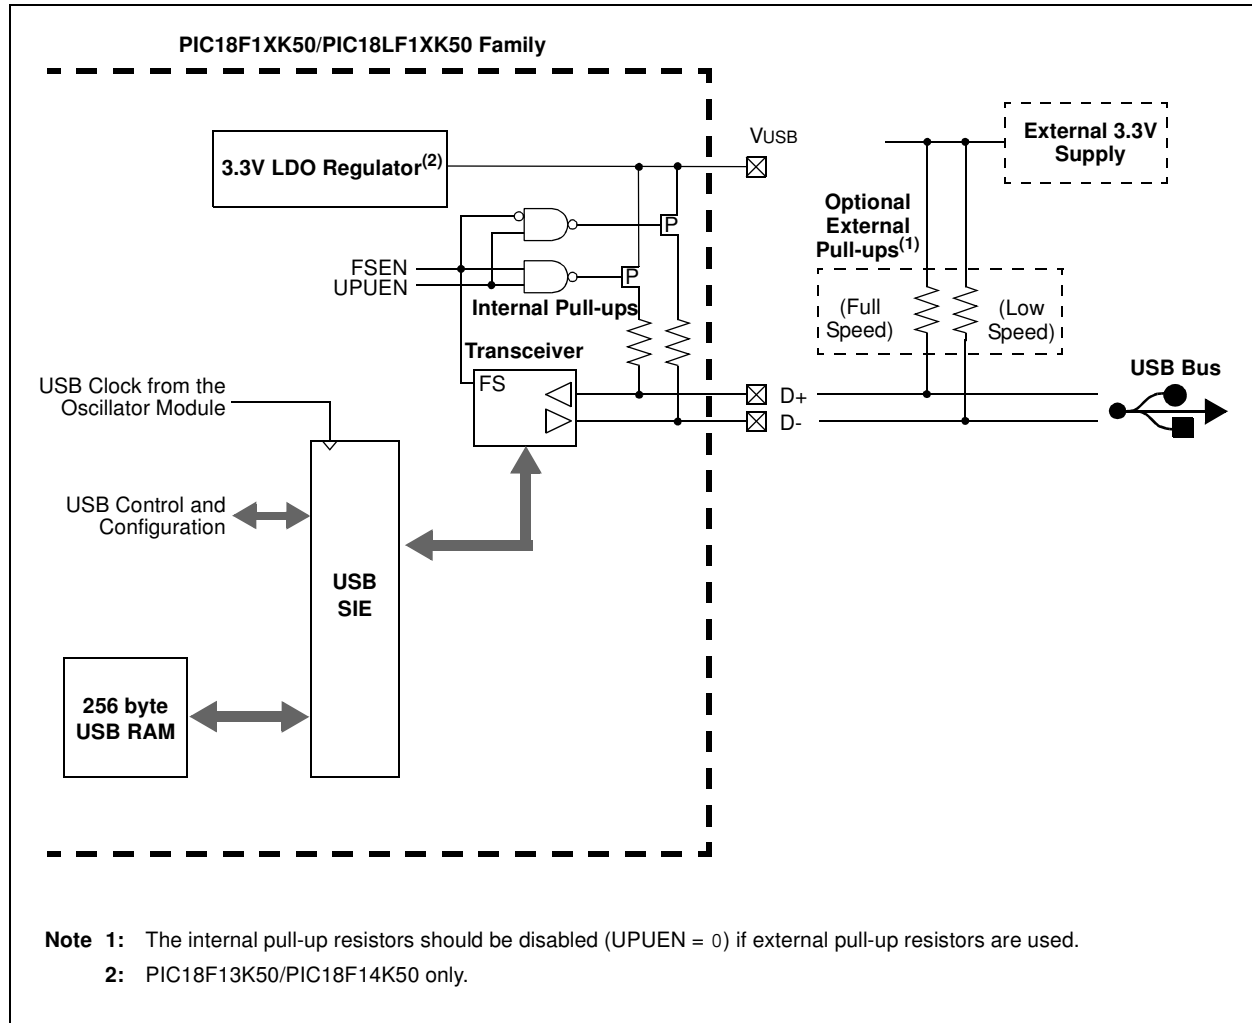 PIC18F1XK50/PIC18LF1XK50 Family
3.3V LDO Regulator(2)
VUSB
External 3.3V
Supply
Optional
External
Pull-ups(1)
P
P
FSEN
UPUEN
Internal Pull-ups
(Full
Speed)
(Low
Speed)
Transceiver
FS
USB Clock from the
Oscillator Module
D+
D-
USB Bus
USB Control and
Configuration
USB
SIE
256 byte
USB RAM
Note 1: The internal pull-up resistors should be disabled (UPUEN = 0) if external pull-up resistors are used.
2: PIC18F13K50/PIC18F14K50 only.